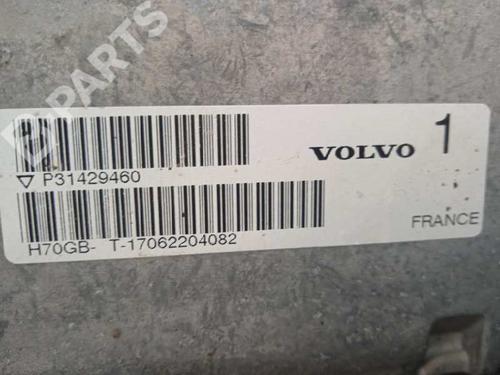 B-PARTS
VOLVO 1
P31429460
FRANCE
H70GB- T-17062204082